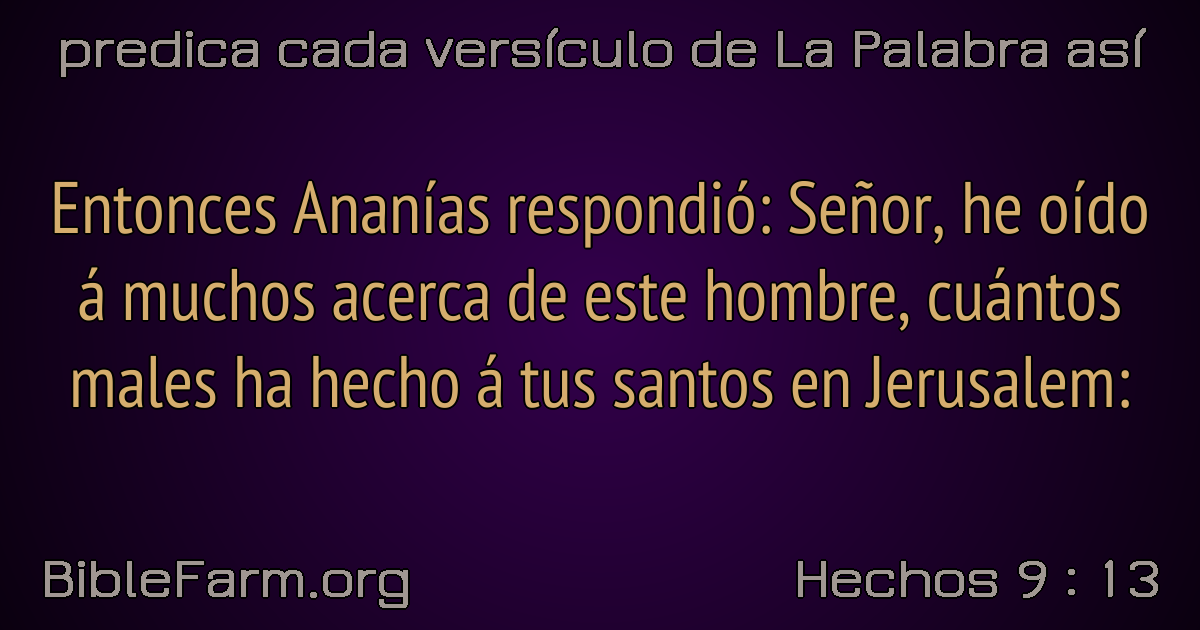 predica cada versículo de La Palabra así
Entonces Ananías respondió: Señor, he oído
á muchos acerca de este hombre, cuántos
males ha hecho á tus santos en Jerusalem:
BibleFarm.org
Hechos 9 : 13